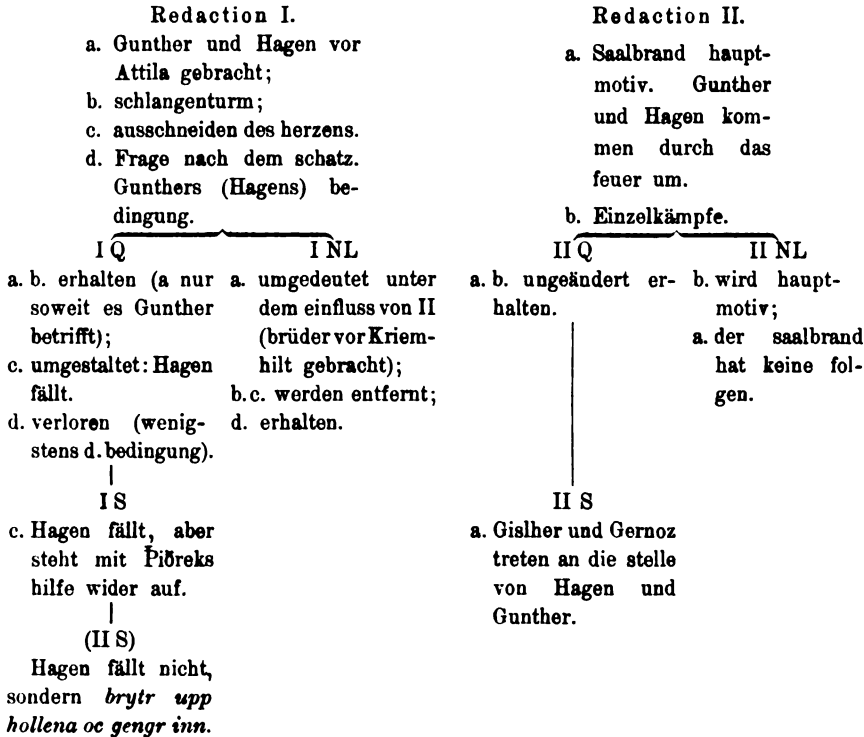 Redaction I.
a. Gunther und Hagen vor
Attila gebracht;
b. schlangenturm;
c. ausschneiden des herzens.
d. Frage nach dem schatz.
Gunthers (Hagens) be-
dingung.
I Q
a. b. erhalten (a nur
soweit es Gunther
betrifft);
c. umgestaltet: Hagen
fällt.
d. verloren (wenig-
stens d. bedingung).
I S
c. Hagen fällt, aber
steht mit Þiðreks
hilfe wider auf.
(II S)
Hagen fällt nicht,
sondern brytr upp
hollena oc gengr inn.
I NL
a. umgedeutet unter
dem einfluss von II
(brüder vor Kriem-
hilt gebracht);
b. c. werden entfernt;
d. erhalten.
Redaction II.
a. Saalbrand haupt-
motiv. Gunther
und Hagen kom-
men durch das
feuer um.
b. Einzelkämpfe.
II Q
a. b. ungeändert er-
halten.
II S
a. Gislher und Gernoz
treten an die stelle
von Hagen und
Gunther.
II NL
b. wird haupt-
motiv;
a. der saalbrand
hat keine fol-
gen.